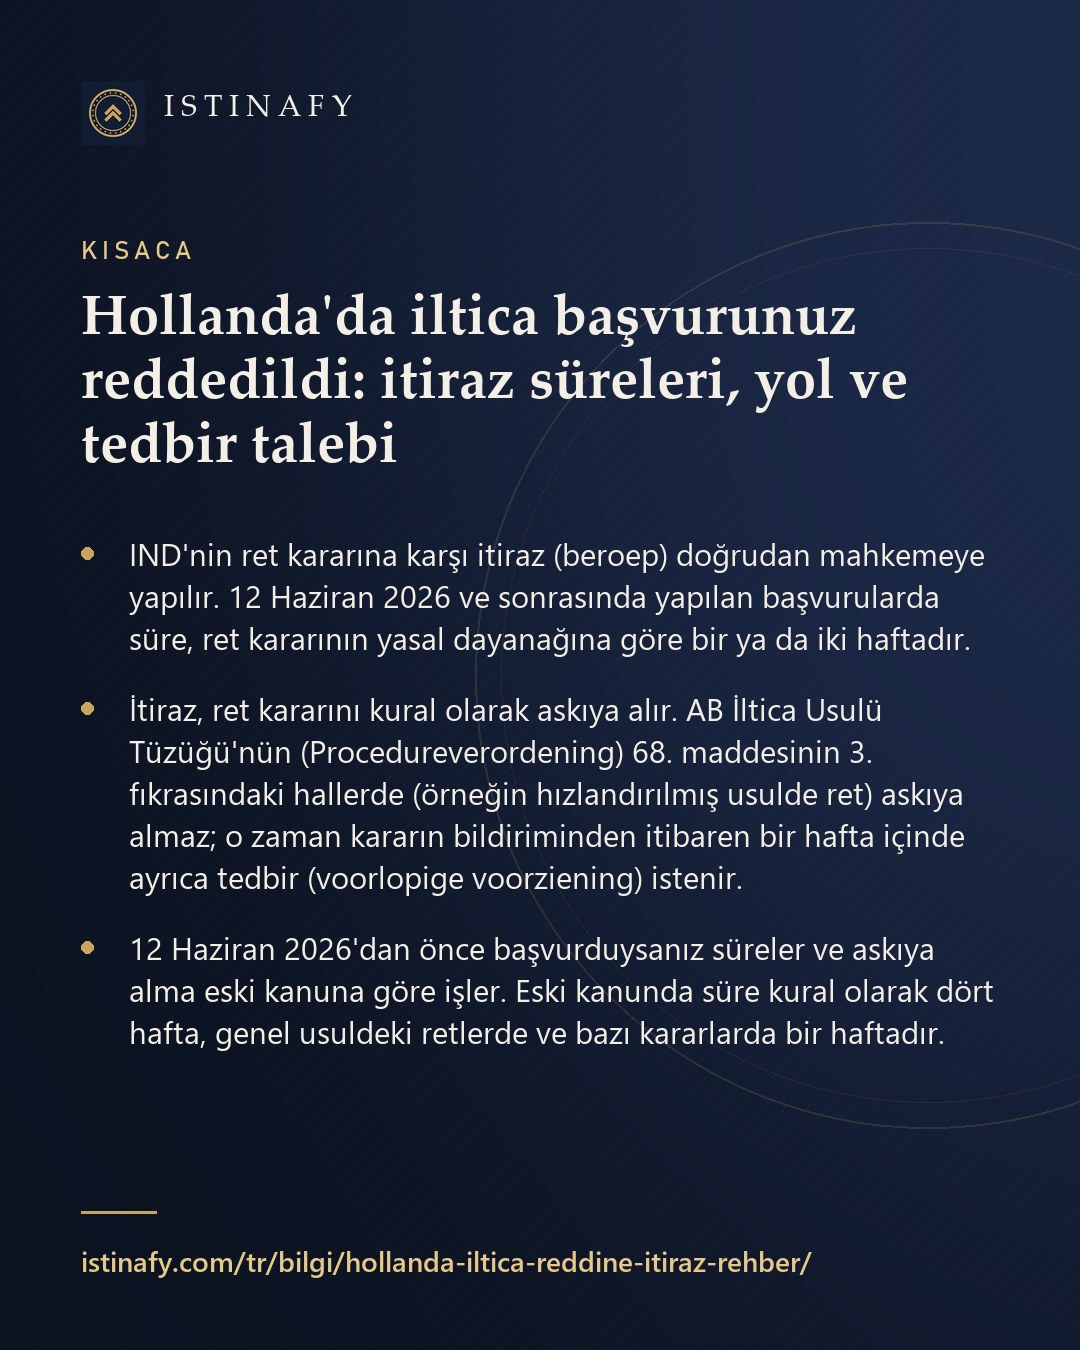 ISTINAFY
KISACA
Hollanda'da iltica başvurunuz
reddedildi: itiraz süreleri, yol ve
tedbir talebi
IND'nin ret kararına karşı itiraz (beroep) doğrudan mahkemeye
yapılır. 12 Haziran 2026 ve sonrasında yapılan başvurularda
süre, ret kararının yasal dayanağına göre bir ya da iki haftadır.
İtiraz, ret kararını kural olarak askıya alır. AB İltica Usulü
Tüzüğü'nün (Procedureverordening) 68. maddesinin 3.
fıkrasındaki hallerde (örneğin hızlandırılmış usulde ret) askıya
almaz; o zaman kararın bildiriminden itibaren bir hafta içinde
ayrıca tedbir (voorlopige voorziening) istenir.
12 Haziran 2026'dan önce başvurduysanız süreler ve askıya
alma eski kanuna göre işler. Eski kanunda süre kural olarak dört
hafta, genel usuldeki retlerde ve bazı kararlarda bir haftadır.
istinafy.com/tr/bilgi/hollanda-iltica-reddine-itiraz-rehber/